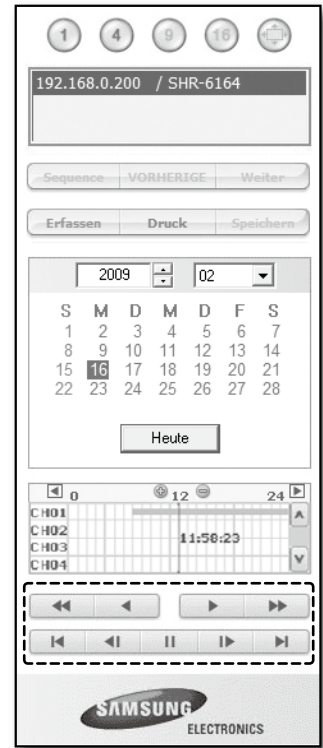 1 4 9 16
192.168.0.200 / SHR-6164
Sequence VORHERIGE Weiter
Erfassen Druck Speichern
2009 02
S M D M D F S
1 2 3 4 5 6 7
8 9 10 11 12 13 14
15 16 17 18 19 20 21
22 23 24 25 26 27 28
Heute
0 12 24
CH01
CH02
11:58:23
CH03
CH04
SAMSUNG
ELECTRONICS